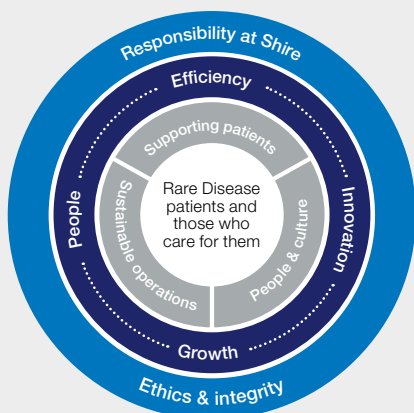 Responsibility at Shire
Efficiency
Supporting patients
Rare Disease
patients and
those who
care for them
People
Sustainable operations
People & culture
Innovation
Growth
Ethics & integrity